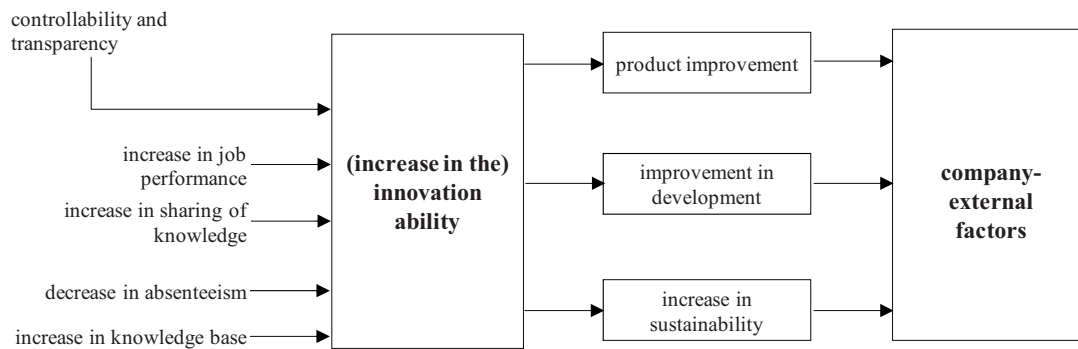 controllability and
transparency
increase in job
performance
increase in sharing of
knowledge
decrease in absenteeism
increase in knowledge base
(increase in the)
innovation
ability
product improvement
improvement in
development
increase in
sustainability
company-
external
factors